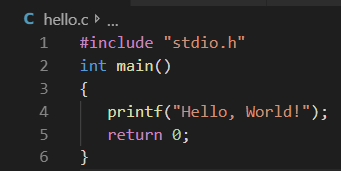 C hello.c > ...
1 #include "stdio.h"
2 int main()
3 {
4    printf("Hello, World!");
5    return 0;
6 }